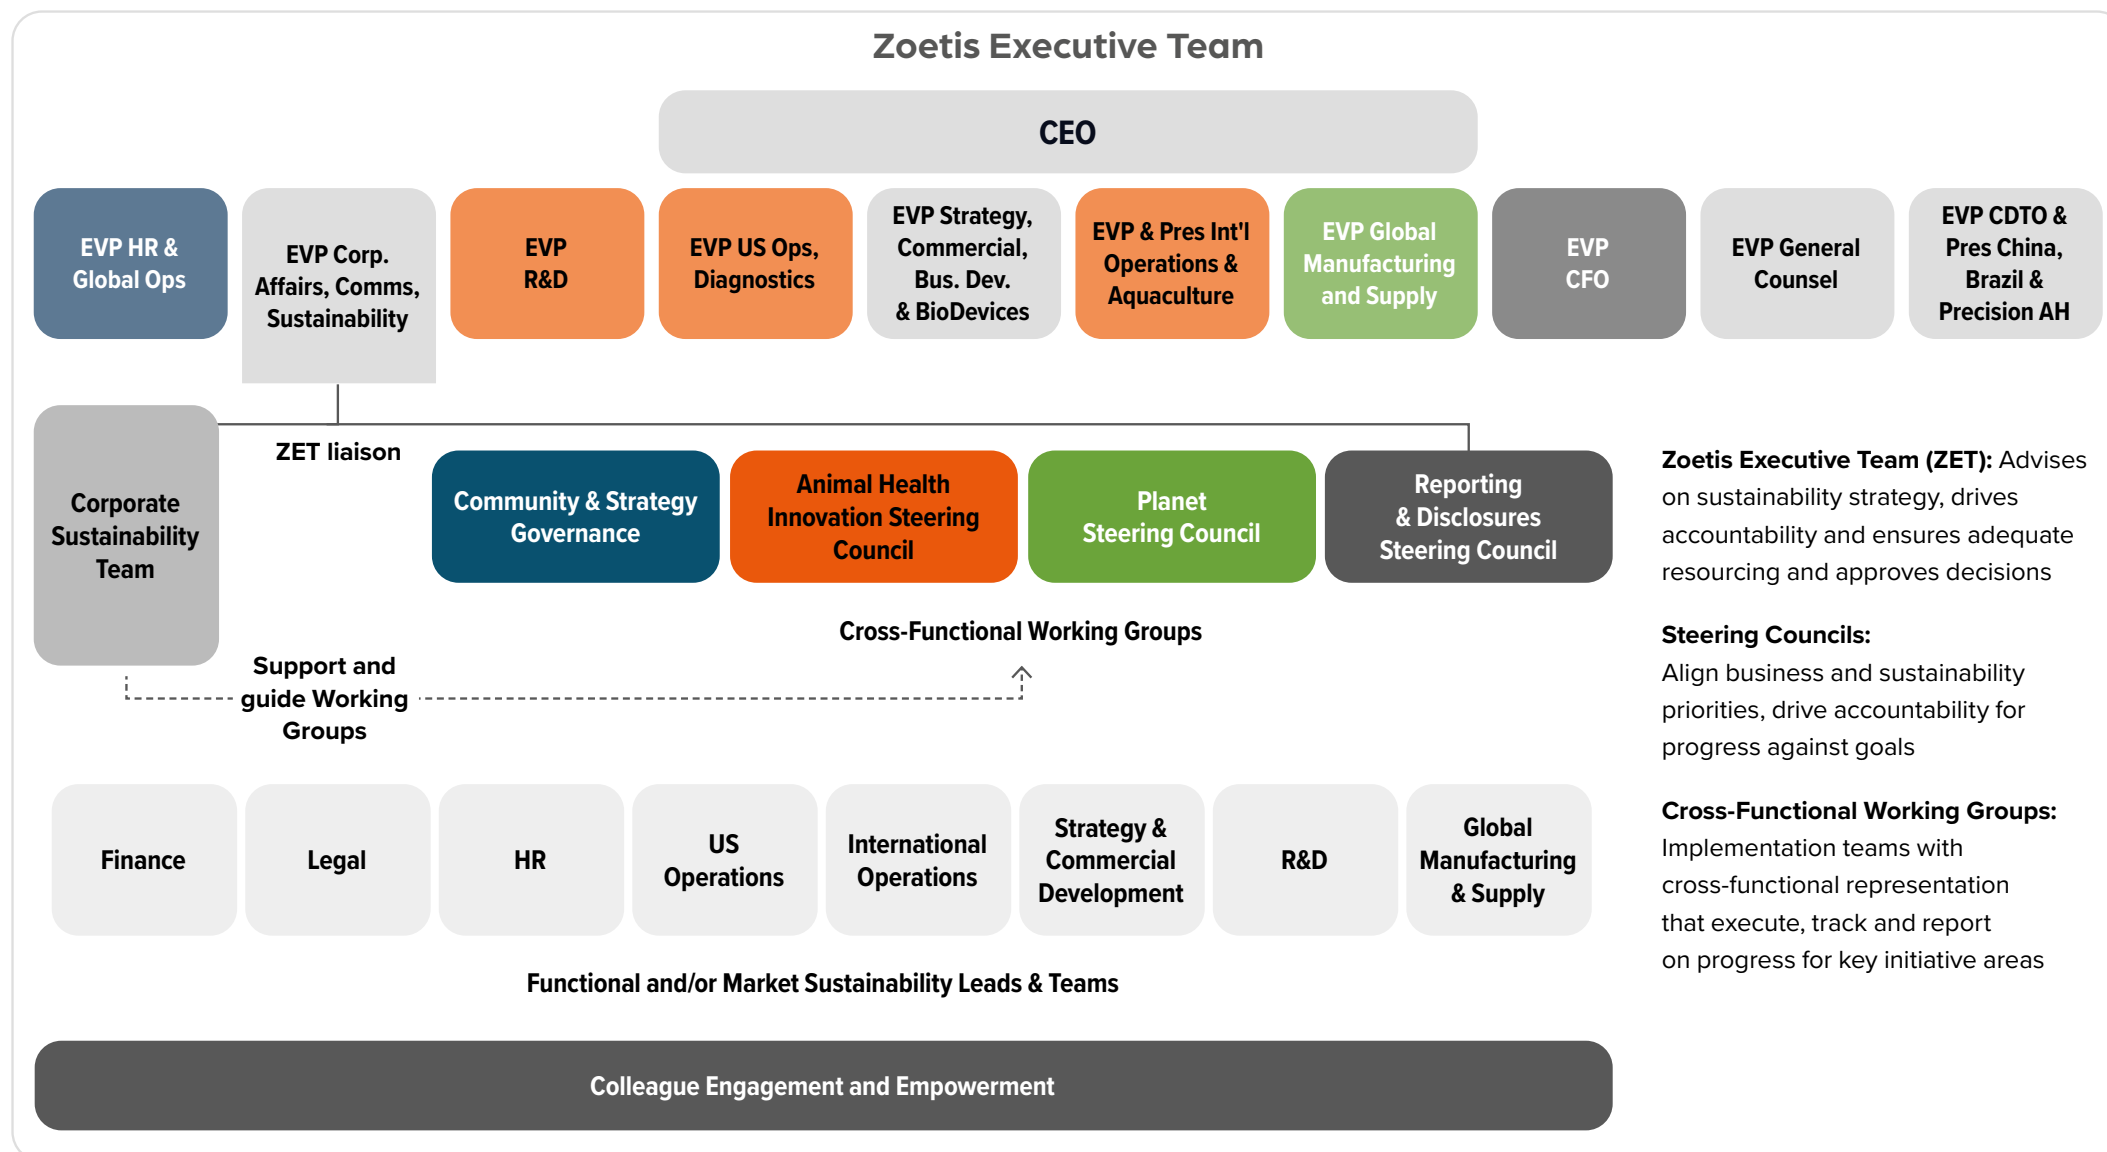 Zoetis Executive Team
CEO
EVP HR &
Global Ops
EVP Corp.
Affairs, Comms,
Sustainability
EVP
R&D
EVP US Ops,
Diagnostics
EVP Strategy,
Commercial,
Bus. Dev.
& BioDevices
EVP & Pres Int'l
Operations &
Aquaculture
EVP Global
Manufacturing
and Supply
EVP
CFO
EVP General
Counsel
EVP CDTO &
Pres China,
Brazil &
Precision AH
Corporate
Sustainability
Team
ZET liaison
Community & Strategy
Governance
Animal Health
Innovation Steering
Council
Planet
Steering Council
Reporting
& Disclosures
Steering Council
Cross-Functional Working Groups
Support and
guide Working
Groups
Finance
Legal
HR
US
Operations
International
Operations
Strategy &
Commercial
Development
R&D
Global
Manufacturing
& Supply
Functional and/or Market Sustainability Leads & Teams
Colleague Engagement and Empowerment
Zoetis Executive Team (ZET): Advises
on sustainability strategy, drives
accountability and ensures adequate
resourcing and approves decisions
Steering Councils:
Align business and sustainability
priorities, drive accountability for
progress against goals
Cross-Functional Working Groups:
Implementation teams with
cross-functional representation
that execute, track and report
on progress for key initiative areas